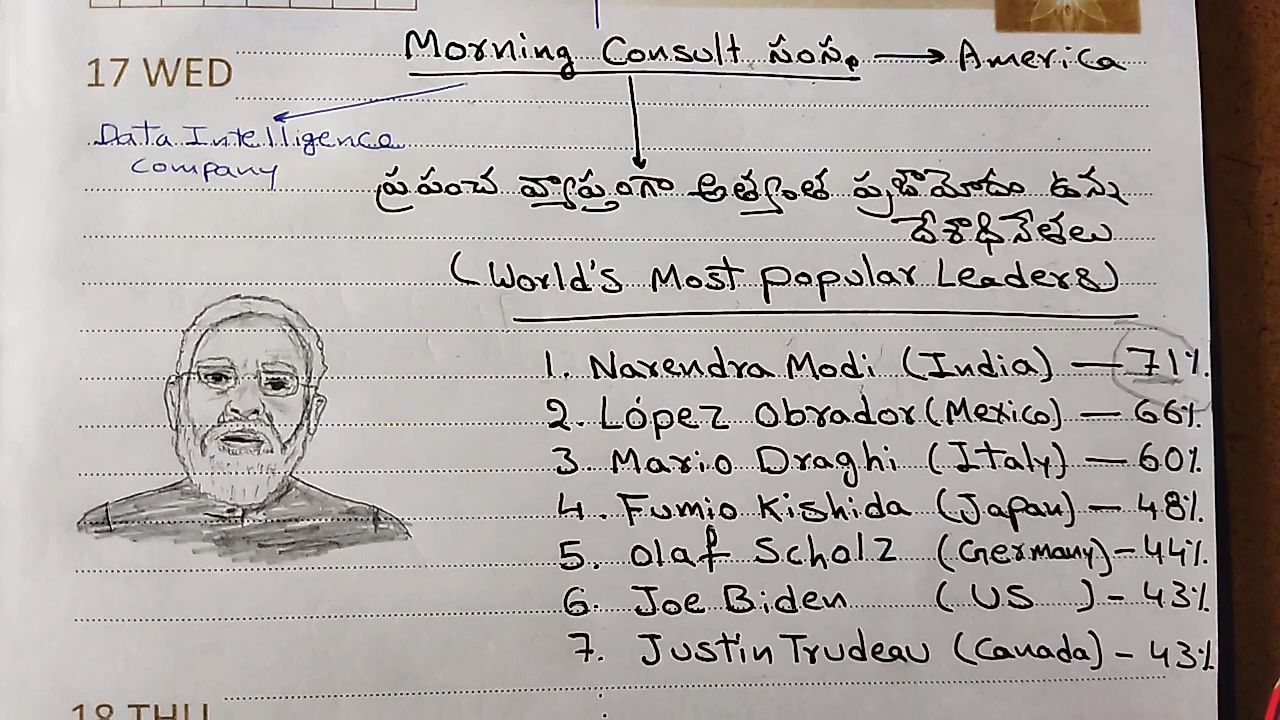 17 WED
Morning Consult సంస్థ → America
Data Intelligence
company
ప్రపంచ వ్యాప్తంగా అత్యంత ప్రజామోదం ఉన్న
దేశాధినేతలు
(World's Most popular Leaders)
1. Narendra Modi (India) — 71%
2. López Obrador (Mexico) — 66%
3. Mario Draghi (Italy) — 60%
4. Fumio Kishida (Japan) — 48%
5. Olaf Scholz (Germany) - 44%
6. Joe Biden ( US ) - 43%
7. Justin Trudeau (Canada) - 43%
18 THU